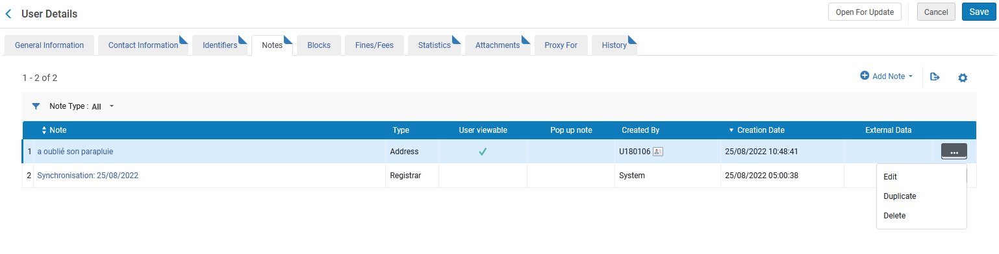 User Details
Open For Update
Cancel
Save
General Information
Contact Information
Identifiers
Notes
Blocks
Fines/Fees
Statistics
Attachments
Proxy For
History
1 - 2 of 2
Add Note
Note Type : All
Note Type User viewable Pop up note Created By Creation Date External Data
1 a oublié son parapluie Address U180106 25/08/2022 10:48:41 ...
2 Synchronisation: 25/08/2022 Registrar System 25/08/2022 05:00:38
Edit
Duplicate
Delete